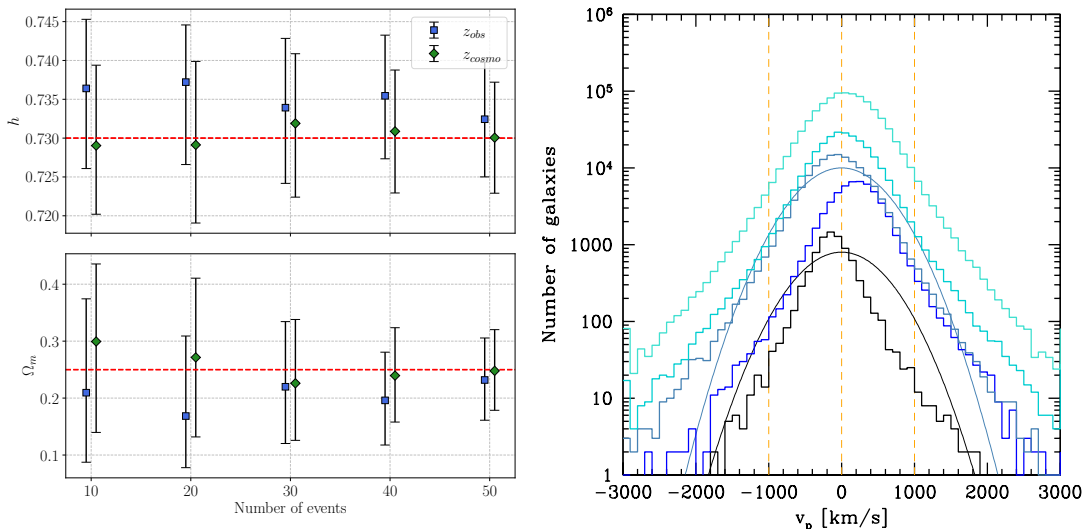 0.745
0.740
0.735
0.730
0.725
0.720
h
z_obs
z_cosmo
0.4
0.3
0.2
0.1
Ω_m
10 20 30 40 50
Number of events
10^6
10^5
10^4
1000
100
10
1
Number of galaxies
−3000 −2000 −1000 0 1000 2000 3000
v_p [km/s]